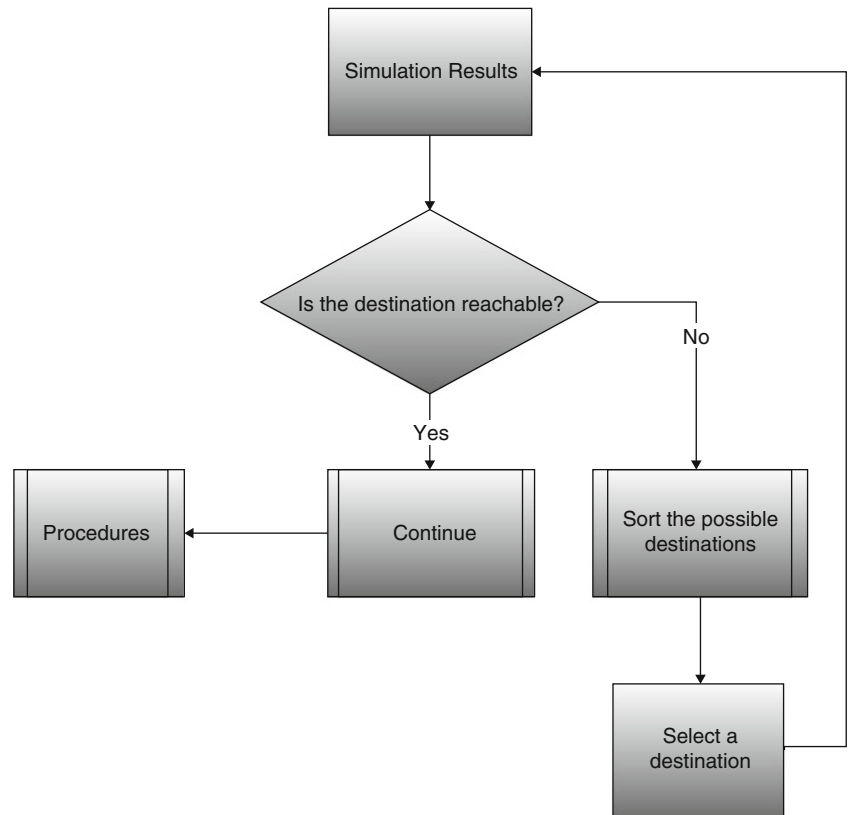 Simulation Results
Is the destination reachable?
No
Yes
Procedures
Continue
Sort the possible
destinations
Select a
destination